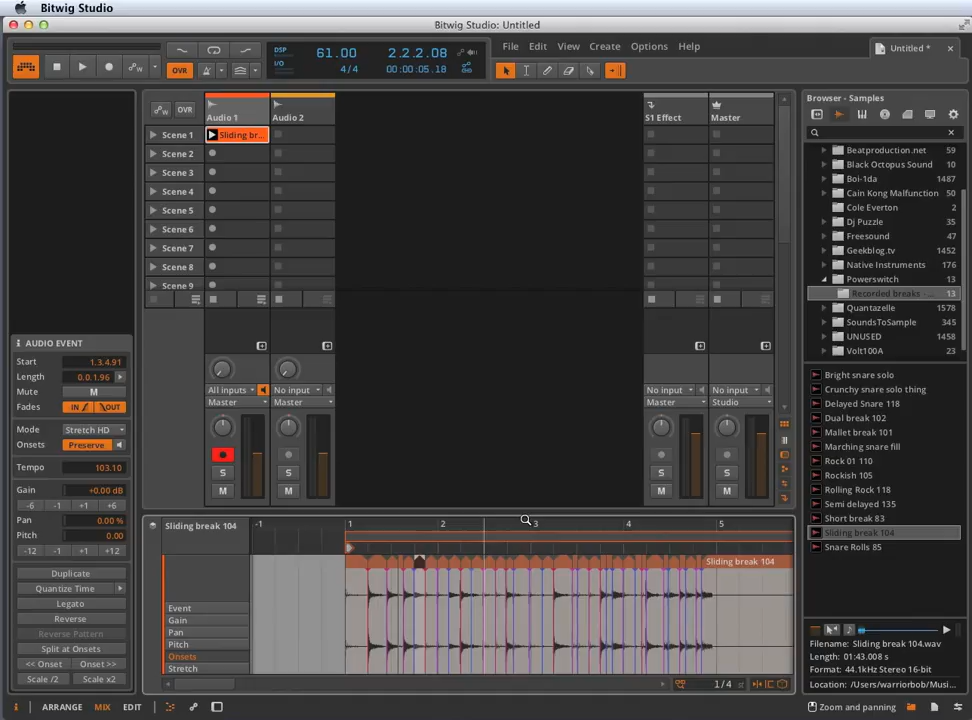 Bitwig Studio
Bitwig Studio: Untitled
DSP
I/O
61.00
4/4
2.2.2.08
00:00:05.18
OVR
File Edit View Create Options Help
Untitled *
OVR
Audio 1
Audio 2
S1 Effect
Master
Scene 1
Sliding br...
Scene 2
Scene 3
Scene 4
Scene 5
Scene 6
Scene 7
Scene 8
Scene 9
All inputs
No input
No input
No input
Master
Master
Master
Studio
S
S
S
S
M
M
M
M
AUDIO EVENT
Start 1.3.4.91
Length 0.0.1.96
Mute M
Fades IN OUT
Mode Stretch HD
Onsets Preserve
Tempo 103.10
Gain +0.00 dB
-6 -1 +1 +6
Pan 0.00 %
Pitch 0.00
-12 -1 +1 +12
Duplicate
Quantize Time
Legato
Reverse
Reverse Pattern
Split at Onsets
<< Onset Onset >>
Scale /2 Scale x2
Sliding break 104
-1 1 2 3 4 5
Sliding break 104
Event
Gain
Pan
Pitch
Onsets
Stretch
1/4
Browser - Samples
Beatproduction.net 59
Black Octopus Sound 10
Boi-1da 1487
Cain Kong Malfunction 50
Cole Everton 2
Dj Puzzle 35
Freesound 47
Geekblog.tv 1452
Native Instruments 176
Powerswitch 13
Recorded breaks -... 13
Quantazelle 1578
SoundsToSample 345
UNUSED 1458
Volt100A 23
Bright snare solo
Crunchy snare solo thing
Delayed Snare 118
Dual break 102
Mallet break 101
Marching snare fill
Rock 01 110
Rockish 105
Rolling Rock 118
Semi delayed 135
Short break 83
Sliding break 104
Snare Rolls 85
Filename: Sliding break 104.wav
Length: 01:43.008 s
Format: 44.1kHz Stereo 16-bit
Location: /Users/warriorbob/Musi...
i ARRANGE MIX EDIT
Zoom and panning